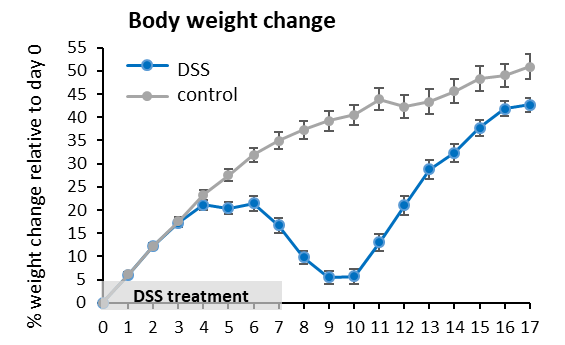 Body weight change
% weight change relative to day 0
55
50
45
40
35
30
25
20
15
10
5
0
DSS
control
DSS treatment
0 1 2 3 4 5 6 7 8 9 10 11 12 13 14 15 16 17